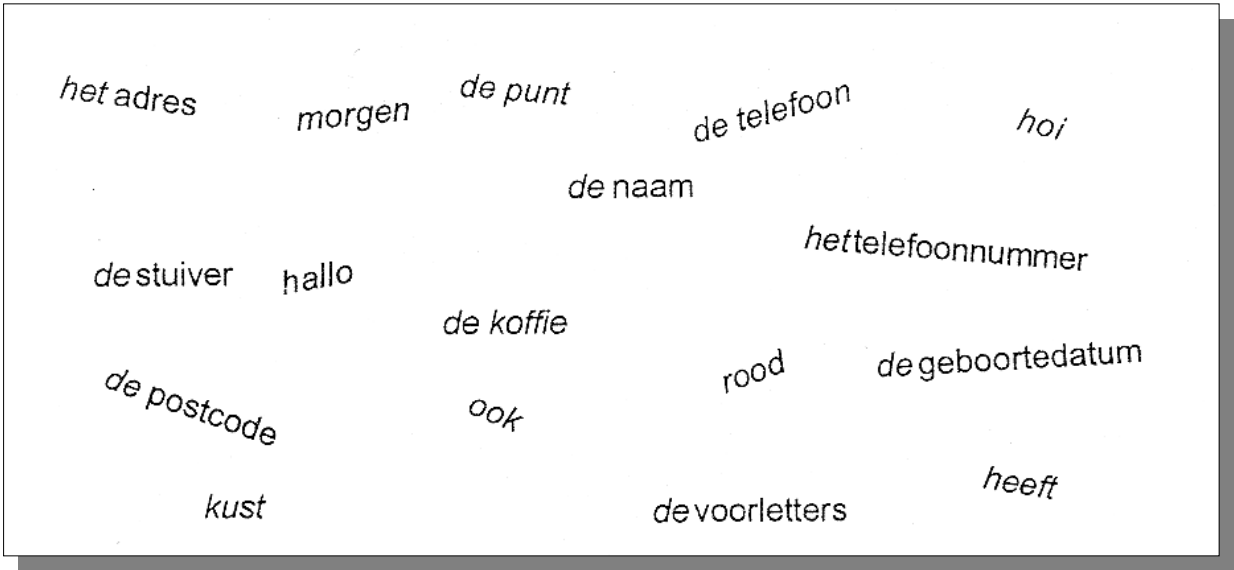 het adres
morgen
de punt
de telefoon
hoi
de naam
het telefoonnummer
de stuiver
hallo
de koffie
rood
de geboortedatum
de postcode
ook
heeft
kust
de voorletters